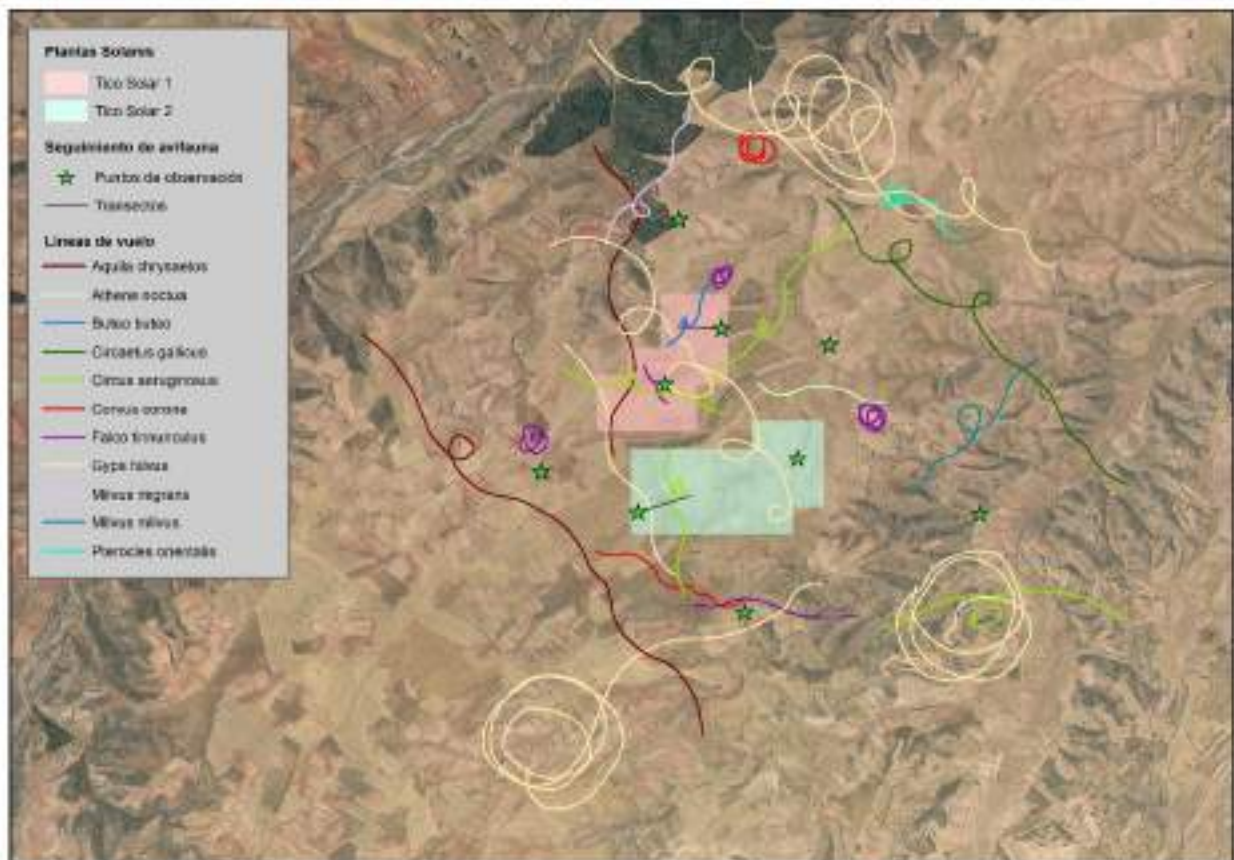 Plantas Solares
Tico Solar 1
Tico Solar 2
Seguimiento de avifauna
Puntos de observación
Transectos
Líneas de vuelo
Aquila chrysaetos
Athene noctua
Buteo buteo
Circaetus gallicus
Circus aeruginosus
Corvus corone
Falco tinnunculus
Gyps fulvus
Milvus migrans
Milvus milvus
Pterocles orientalis